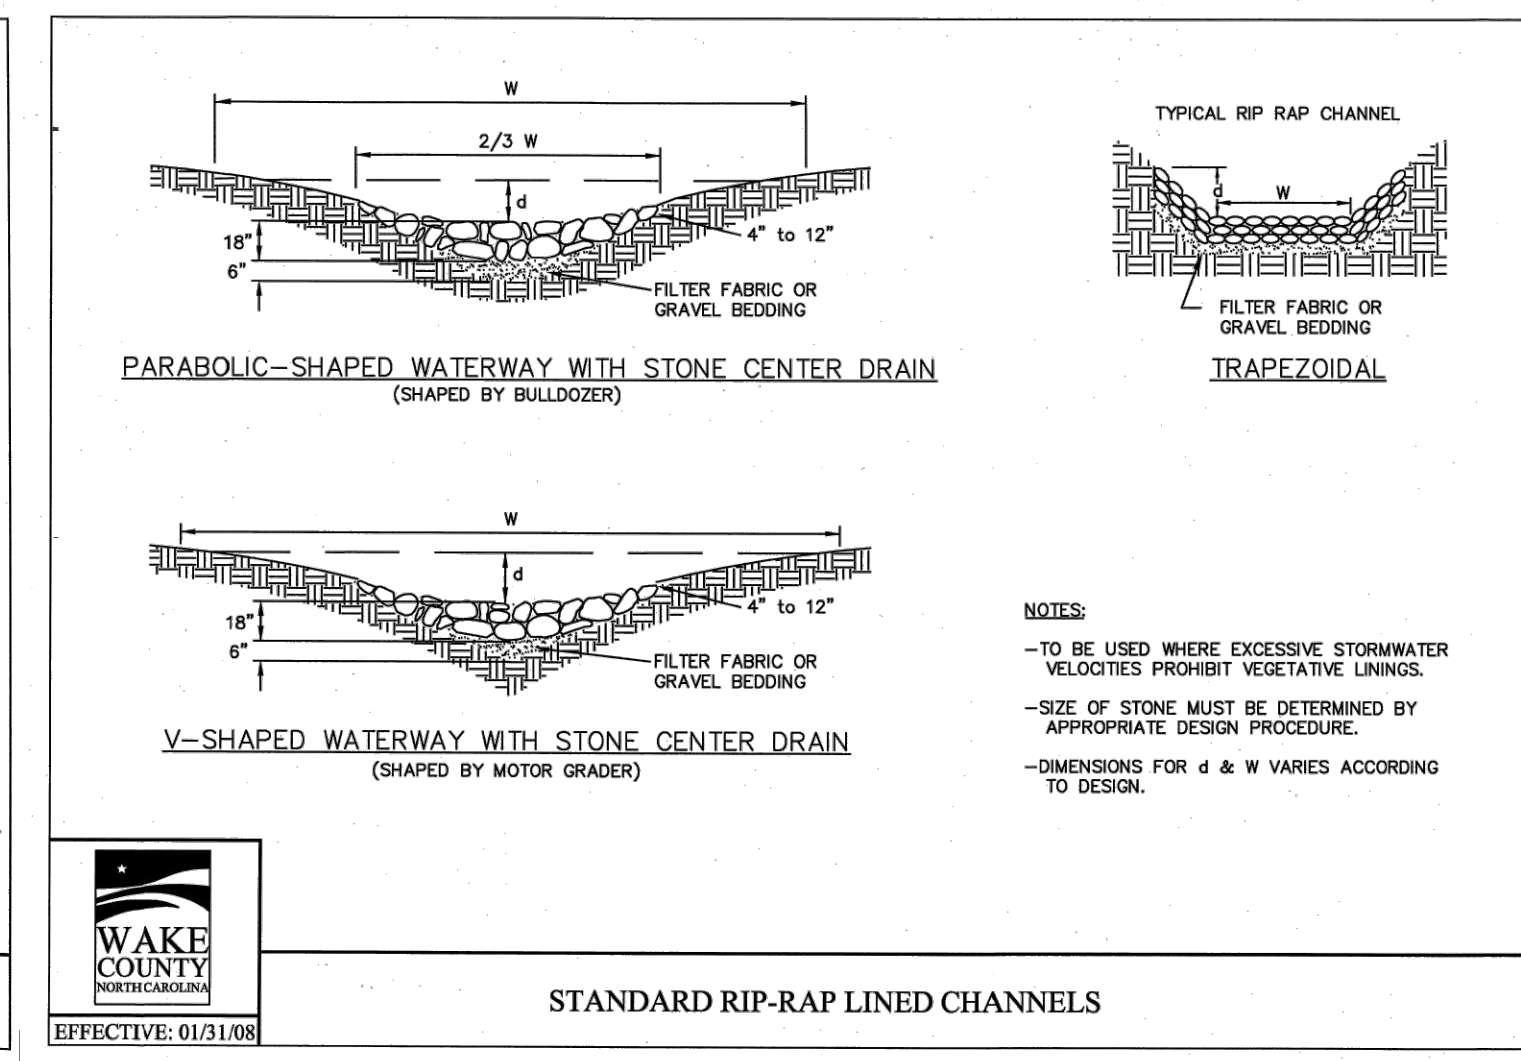 W
2/3 W
d
18"
6"
4" to 12"
FILTER FABRIC OR
GRAVEL BEDDING
PARABOLIC-SHAPED WATERWAY WITH STONE CENTER DRAIN
(SHAPED BY BULLDOZER)
TYPICAL RIP RAP CHANNEL
d
W
FILTER FABRIC OR
GRAVEL BEDDING
TRAPEZOIDAL
W
d
18"
6"
4" to 12"
FILTER FABRIC OR
GRAVEL BEDDING
V-SHAPED WATERWAY WITH STONE CENTER DRAIN
(SHAPED BY MOTOR GRADER)
NOTES:
-TO BE USED WHERE EXCESSIVE STORMWATER
VELOCITIES PROHIBIT VEGETATIVE LININGS.
-SIZE OF STONE MUST BE DETERMINED BY
APPROPRIATE DESIGN PROCEDURE.
-DIMENSIONS FOR d & W VARIES ACCORDING
TO DESIGN.
WAKE
COUNTY
NORTH CAROLINA
EFFECTIVE: 01/31/08
STANDARD RIP-RAP LINED CHANNELS